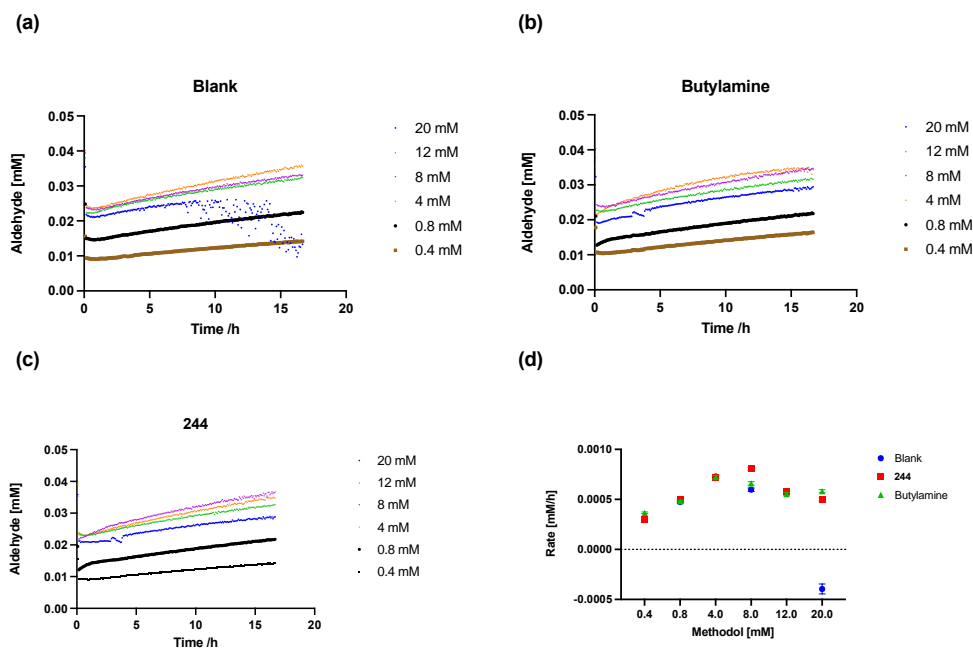 (a)
Blank
0.05
0.04
0.03
0.02
0.01
0.00
0
5
10
15
20
Aldehyde [mM]
Time /h
20 mM
12 mM
8 mM
4 mM
0.8 mM
0.4 mM
(b)
Butylamine
0.05
0.04
0.03
0.02
0.01
0.00
0
5
10
15
20
Aldehyde [mM]
Time /h
20 mM
12 mM
8 mM
4 mM
0.8 mM
0.4 mM
(c)
244
0.05
0.04
0.03
0.02
0.01
0.00
0
5
10
15
20
Aldehyde [mM]
Time /h
20 mM
12 mM
8 mM
4 mM
0.8 mM
0.4 mM
(d)
0.0010
0.0005
0.0000
-0.0005
0.4
0.8
4.0
8.0
12.0
20.0
Rate [mM/h]
Methodol [mM]
Blank
244
Butylamine